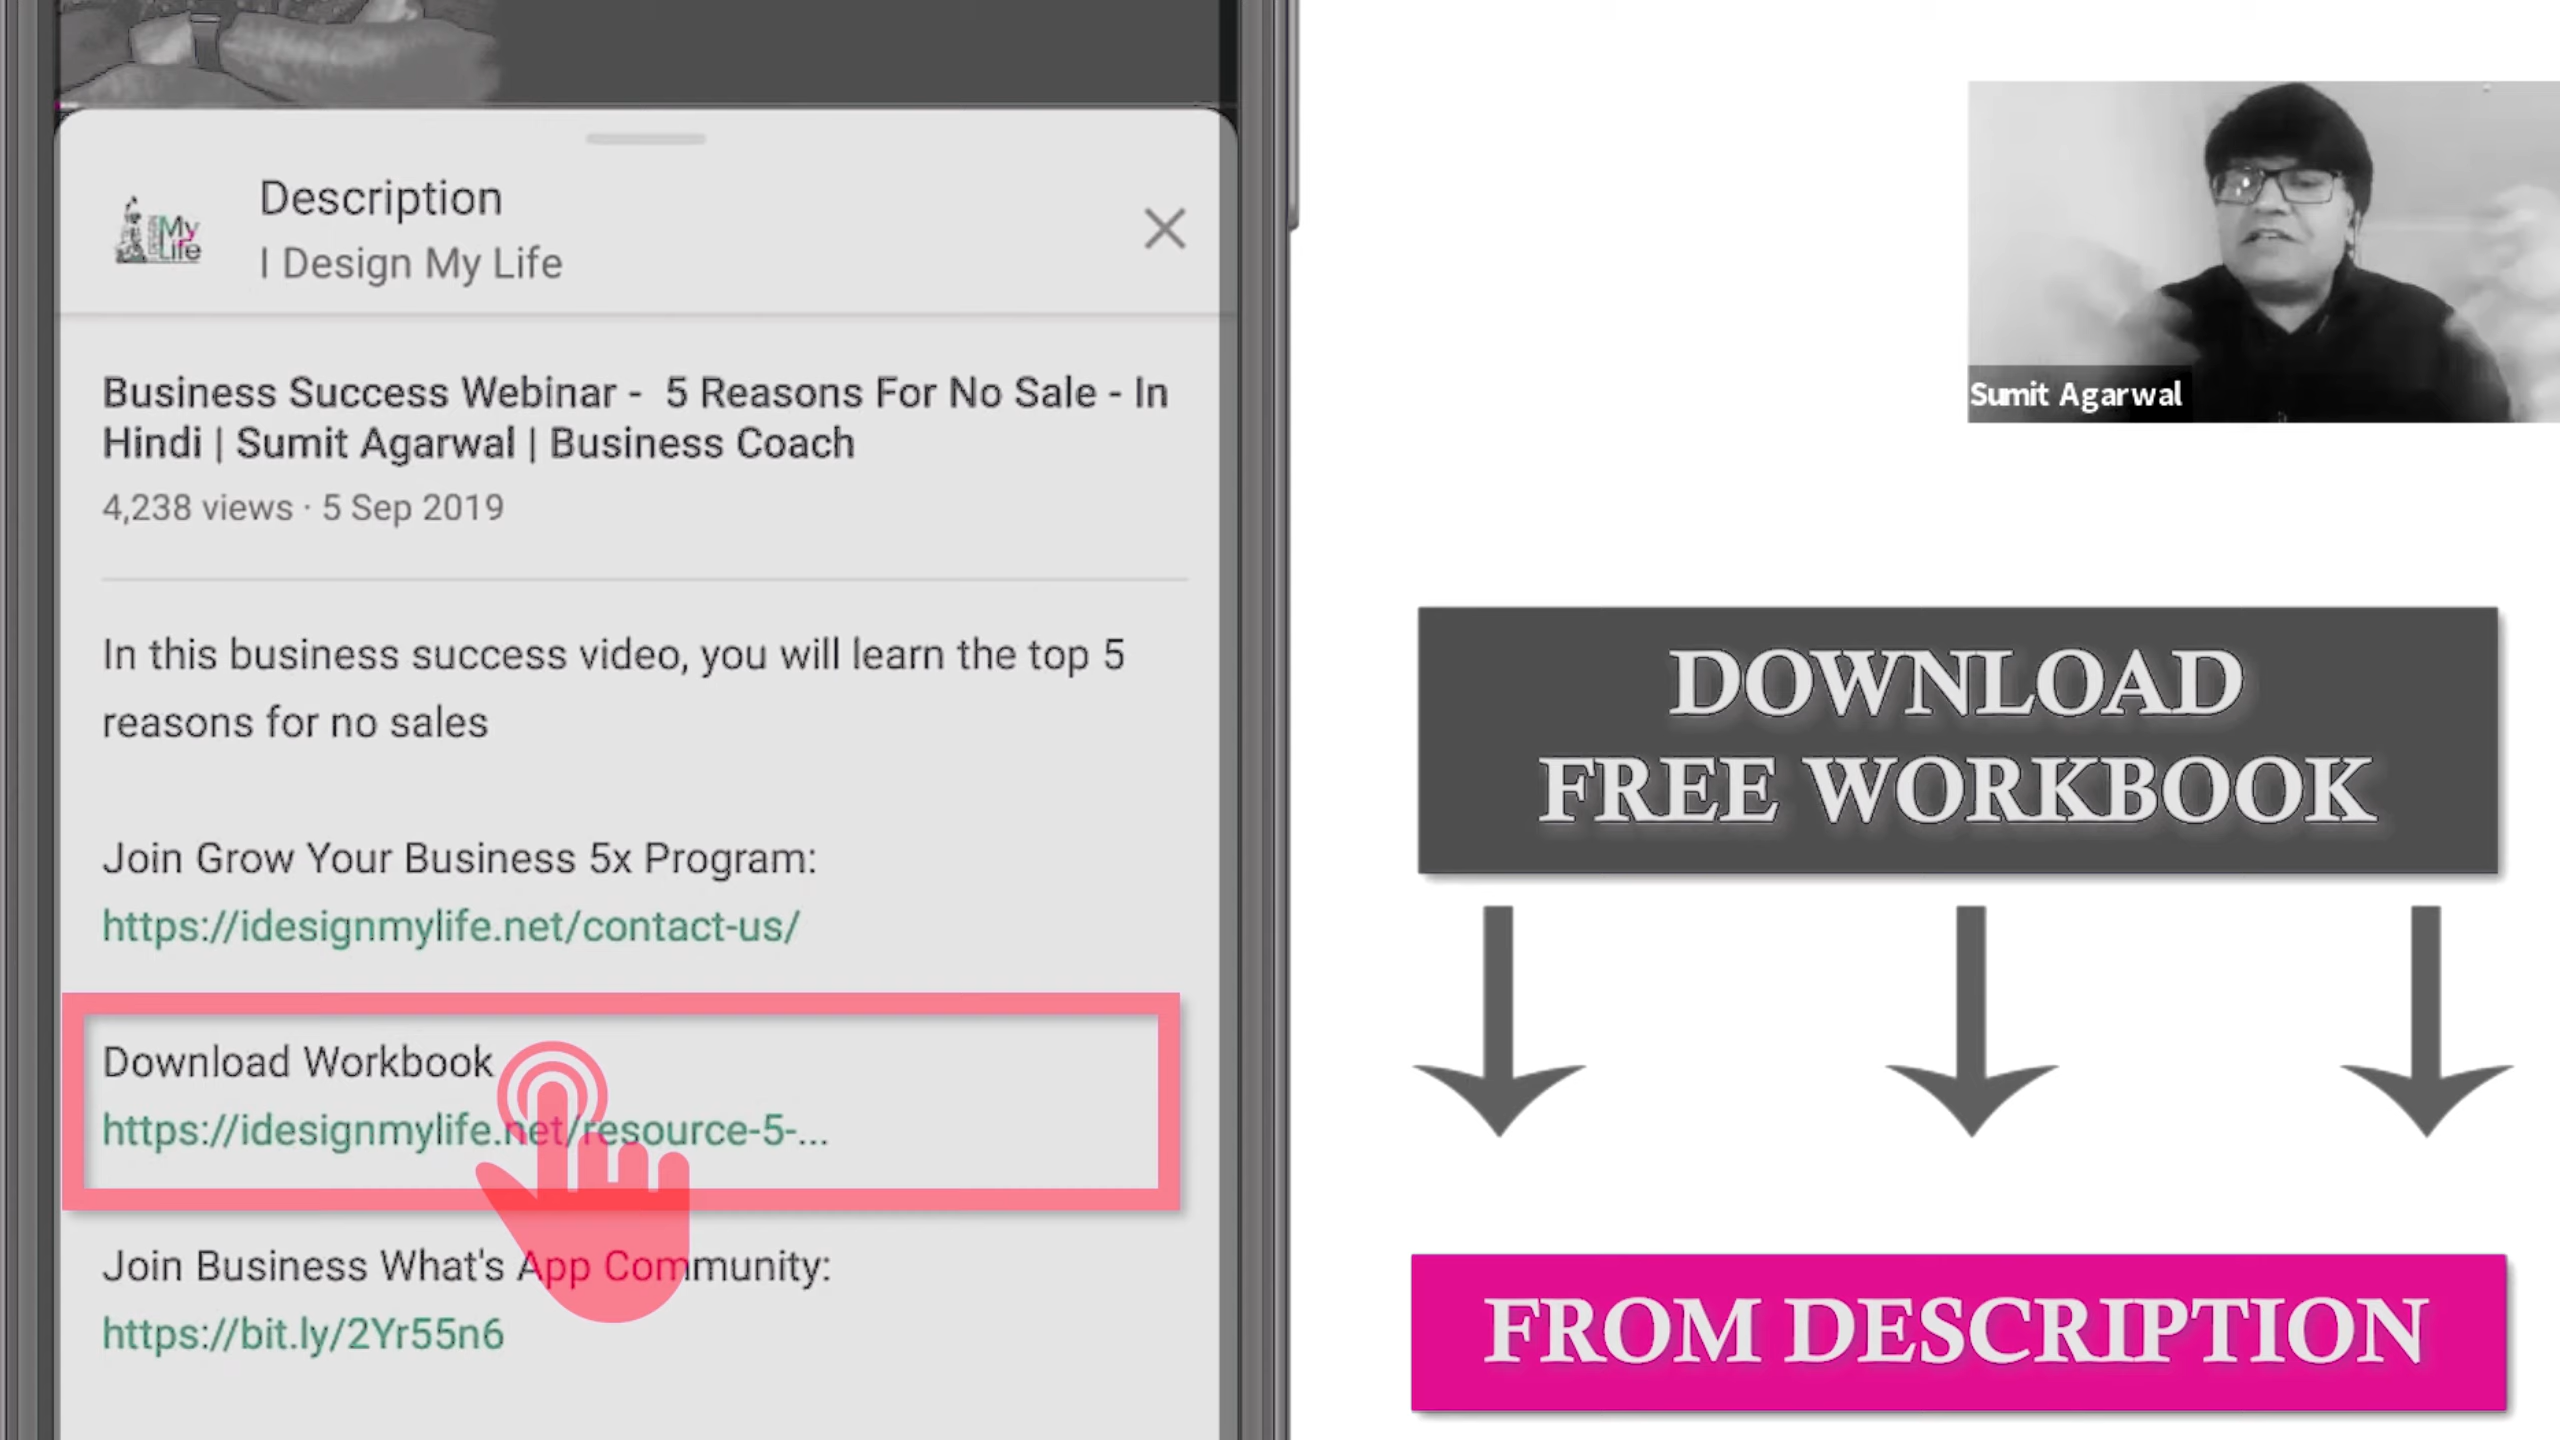 Description
I Design My Life
My
Life
Business Success Webinar - 5 Reasons For No Sale - In
Hindi | Sumit Agarwal | Business Coach
4,238 views · 5 Sep 2019
In this business success video, you will learn the top 5
reasons for no sales
Join Grow Your Business 5x Program:
https://idesignmylife.net/contact-us/
Download Workbook
https://idesignmylife.net/resource-5-...
Join Business What's App Community:
https://bit.ly/2Yr55n6
Sumit Agarwal
DOWNLOAD
FREE WORKBOOK
FROM DESCRIPTION